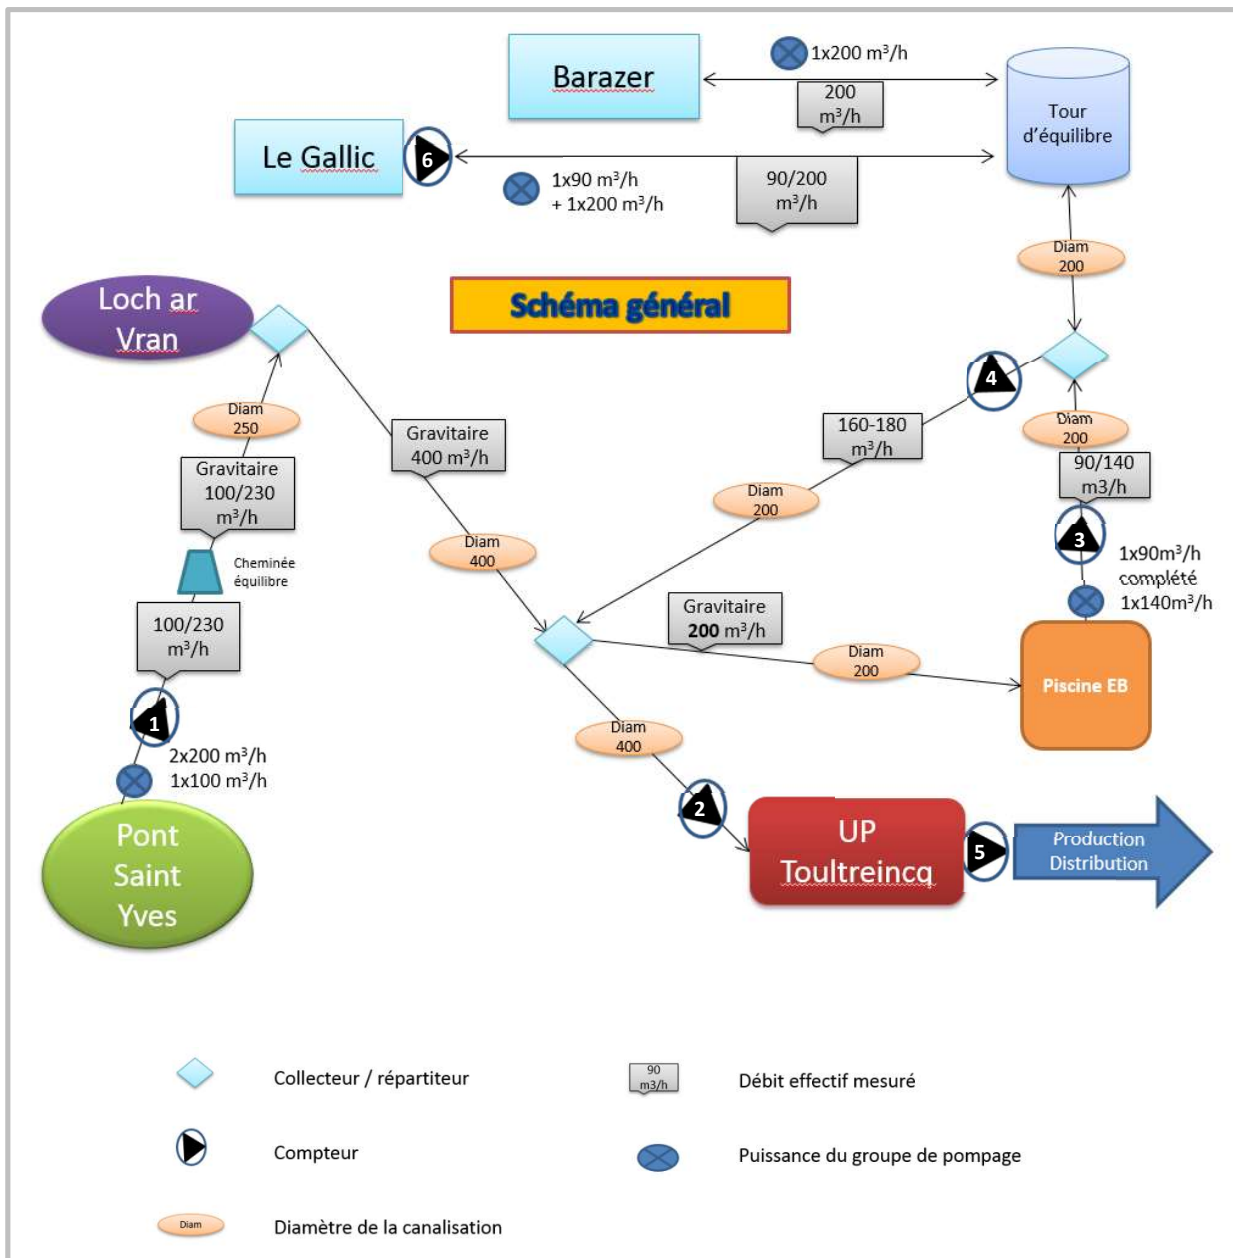 Barazer
1x200 m³/h
200
m³/h
Tour
d'équilibre
Le Gallic
6
1x90 m³/h
+ 1x200 m³/h
90/200
m³/h
Diam
200
Loch ar
Vran
Schéma général
4
Diam
250
Gravitaire
400 m³/h
160-180
m³/h
Diam
200
Gravitaire
100/230
m³/h
90/140
m3/h
Diam
200
Diam
400
3
Cheminée
équilibre
1x90m³/h
complété
1x140m³/h
100/230
m³/h
Gravitaire
200 m³/h
Diam
200
Piscine EB
1
2x200 m³/h
1x100 m³/h
Diam
400
2
Pont
Saint
Yves
UP
Toultreincq
5
Production
Distribution
Collecteur / répartiteur
90
m3/h
Débit effectif mesuré
Compteur
Puissance du groupe de pompage
Diam
Diamètre de la canalisation